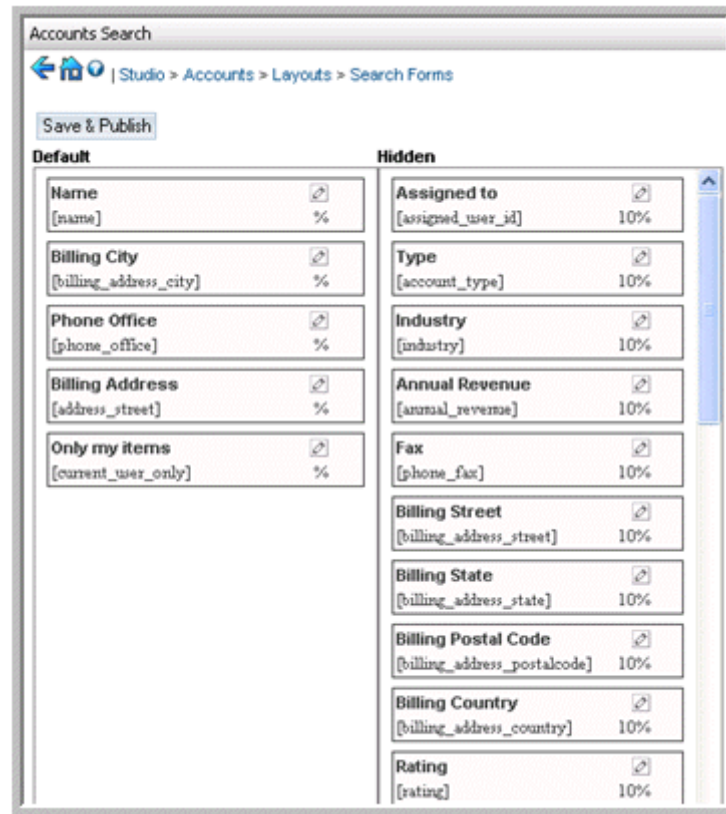 Accounts Search
| Studio > Accounts > Layouts > Search Forms
Save & Publish
Default
Name
[name] %
Billing City
[billing_address_city] %
Phone Office
[phone_office] %
Billing Address
[address_street] %
Only my items
[current_user_only] %
Hidden
Assigned to
[assigned_user_id] 10%
Type
[account_type] 10%
Industry
[industry] 10%
Annual Revenue
[annual_revenue] 10%
Fax
[phone_fax] 10%
Billing Street
[billing_address_street] 10%
Billing State
[billing_address_state] 10%
Billing Postal Code
[billing_address_postalcode] 10%
Billing Country
[billing_address_country] 10%
Rating
[rating] 10%